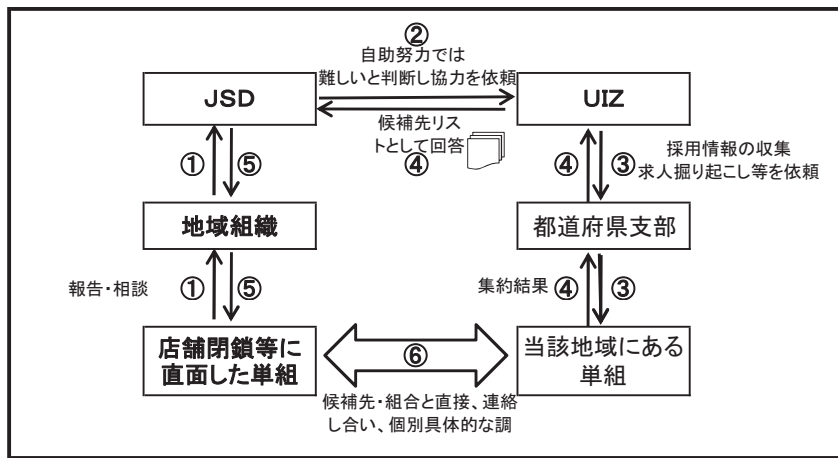 ②
自助努力では
難しいと判断し協力を依頼
JSD
UIZ
候補先リス
トとして回答
④
①
⑤
④
③
採用情報の収集
求人掘り起こし等を依頼
地域組織
都道府県支部
報告・相談
①
⑤
集約結果
④
③
店舗閉鎖等に
直面した単組
⑥
当該地域にある
単組
候補先・組合と直接、連絡
し合い、個別具体的な調